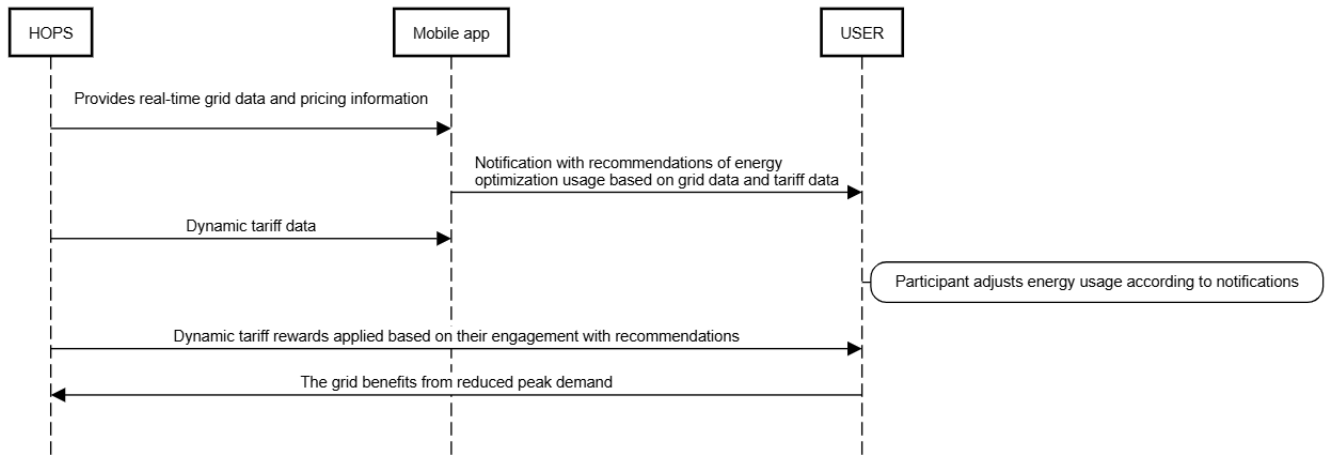 HOPS
Mobile app
USER
Provides real-time grid data and pricing information
Notification with recommendations of energy
optimization usage based on grid data and tariff data
Dynamic tariff data
Participant adjusts energy usage according to notifications
Dynamic tariff rewards applied based on their engagement with recommendations
The grid benefits from reduced peak demand